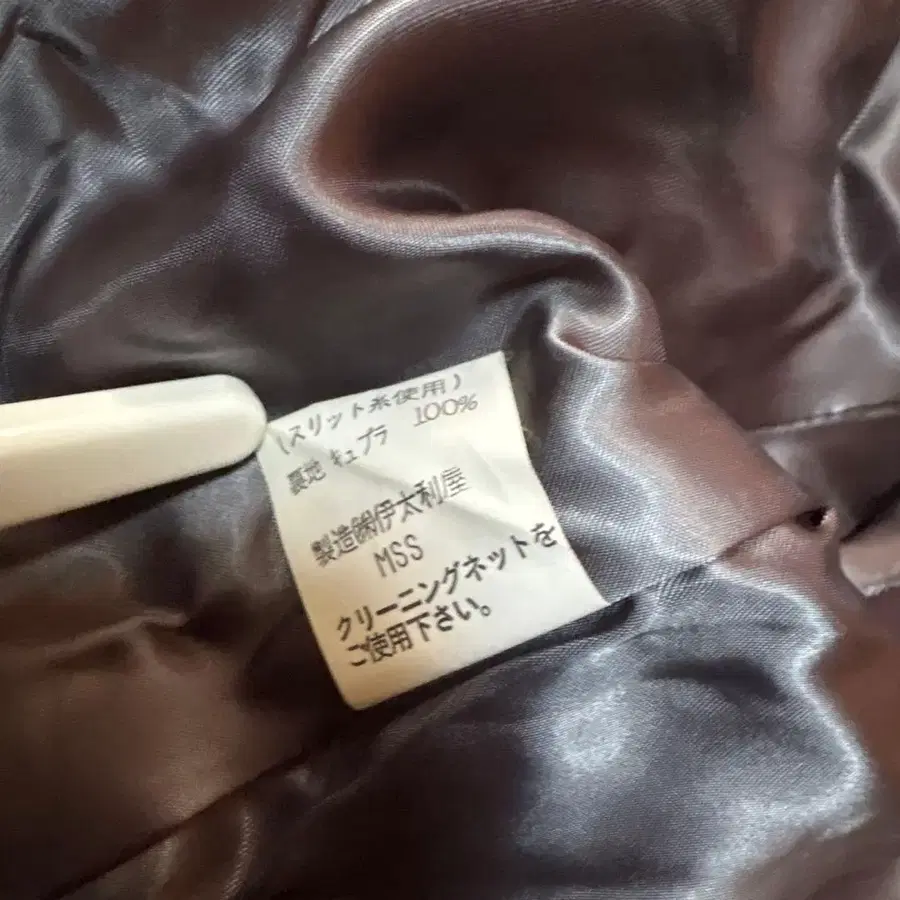 (スリット糸使用)
裏地 キュプラ 100%
製造㈱伊太利屋
MSS
クリーニングネットを
ご使用下さい。